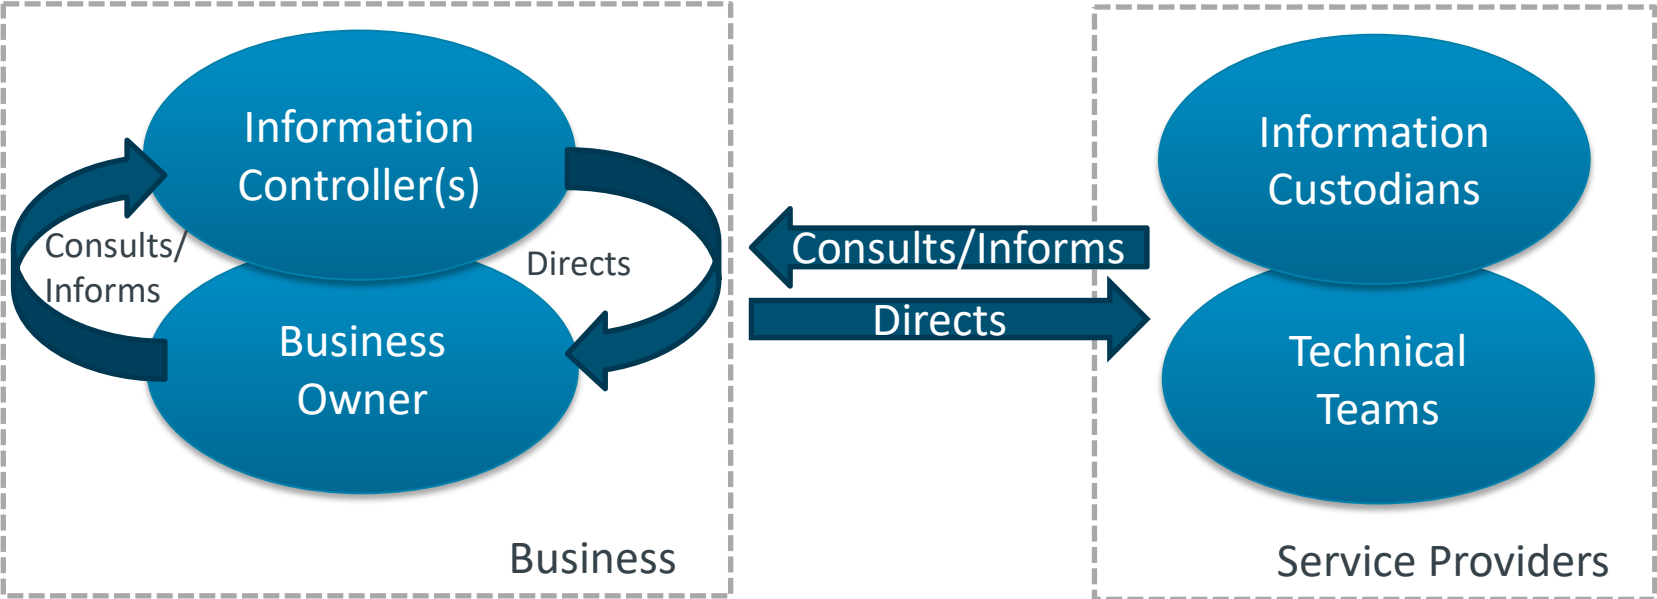 Information
Controller(s)
Consults/
Informs
Directs
Business
Owner
Business
Consults/Informs
Directs
Information
Custodians
Technical
Teams
Service Providers